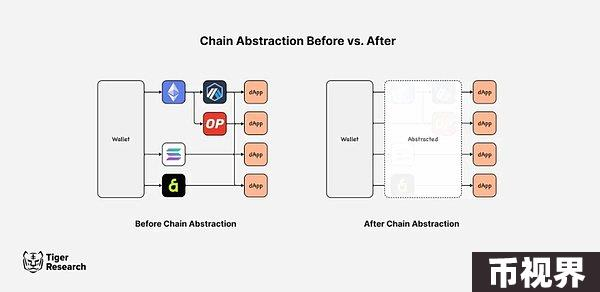 Chain Abstraction Before vs. After
Wallet
OP
dApp
dApp
dApp
dApp
Before Chain Abstraction
Wallet
Abstracted
dApp
dApp
dApp
dApp
After Chain Abstraction
Tiger
Research
币视界